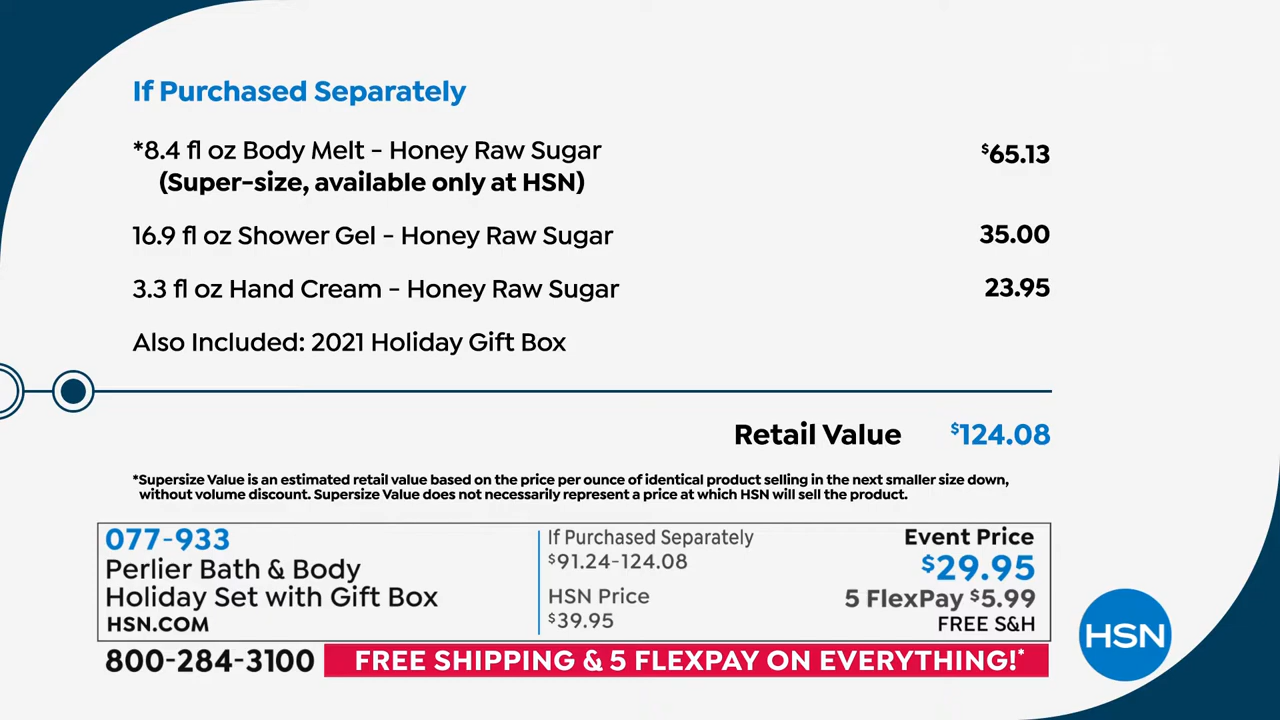 If Purchased Separately
*8.4 fl oz Body Melt - Honey Raw Sugar $65.13
(Super-size, available only at HSN)
16.9 fl oz Shower Gel - Honey Raw Sugar 35.00
3.3 fl oz Hand Cream - Honey Raw Sugar 23.95
Also Included: 2021 Holiday Gift Box
Retail Value $124.08
*Supersize Value is an estimated retail value based on the price per ounce of identical product selling in the next smaller size down,
without volume discount. Supersize Value does not necessarily represent a price at which HSN will sell the product.
077-933
Perlier Bath & Body
Holiday Set with Gift Box
HSN.COM
If Purchased Separately
$91.24-124.08
HSN Price
$39.95
Event Price
$29.95
5 FlexPay $5.99
FREE S&H
HSN
800-284-3100
FREE SHIPPING & 5 FLEXPAY ON EVERYTHING!*